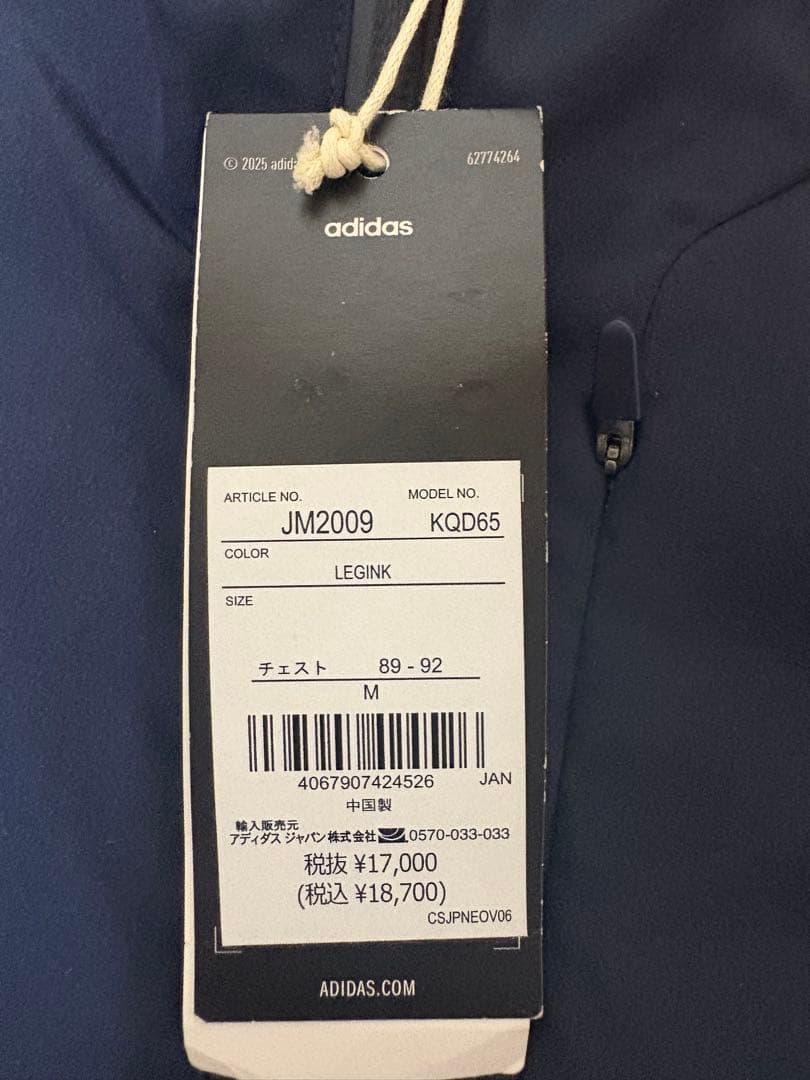 © 2025 adidas
62774264
adidas
ARTICLE NO. MODEL NO.
JM2009 KQD65
COLOR
LEGINK
SIZE
チェスト 89 - 92
M
4067907424526 JAN
中国製
輸入販売元
アディダス ジャパン株式会社 0570-033-033
税抜 ¥17,000
(税込 ¥18,700)
CSJPNEOV06
ADIDAS.COM